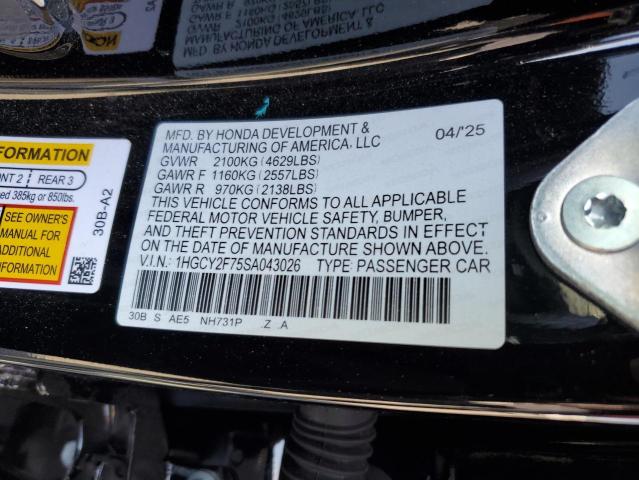 MFD. BY HONDA DEVELOPMENT & 04/'25
MANUFACTURING OF AMERICA, LLC
GVWR 2100KG (4629LBS)
GAWR F 1160KG (2557LBS)
GAWR R 970KG (2138LBS)
THIS VEHICLE CONFORMS TO ALL APPLICABLE
FEDERAL MOTOR VEHICLE SAFETY, BUMPER,
AND THEFT PREVENTION STANDARDS IN EFFECT
ON THE DATE OF MANUFACTURE SHOWN ABOVE.
V.I.N.: 1HGCY2F75SA043026 TYPE: PASSENGER CAR
30B S AE5 NH731P .Z .A
FORMATION
NT 2 REAR 3
ed 385kg or 850lbs.
SEE OWNER'S
MANUAL FOR
ADDITIONAL
INFORMATION
30B-A2